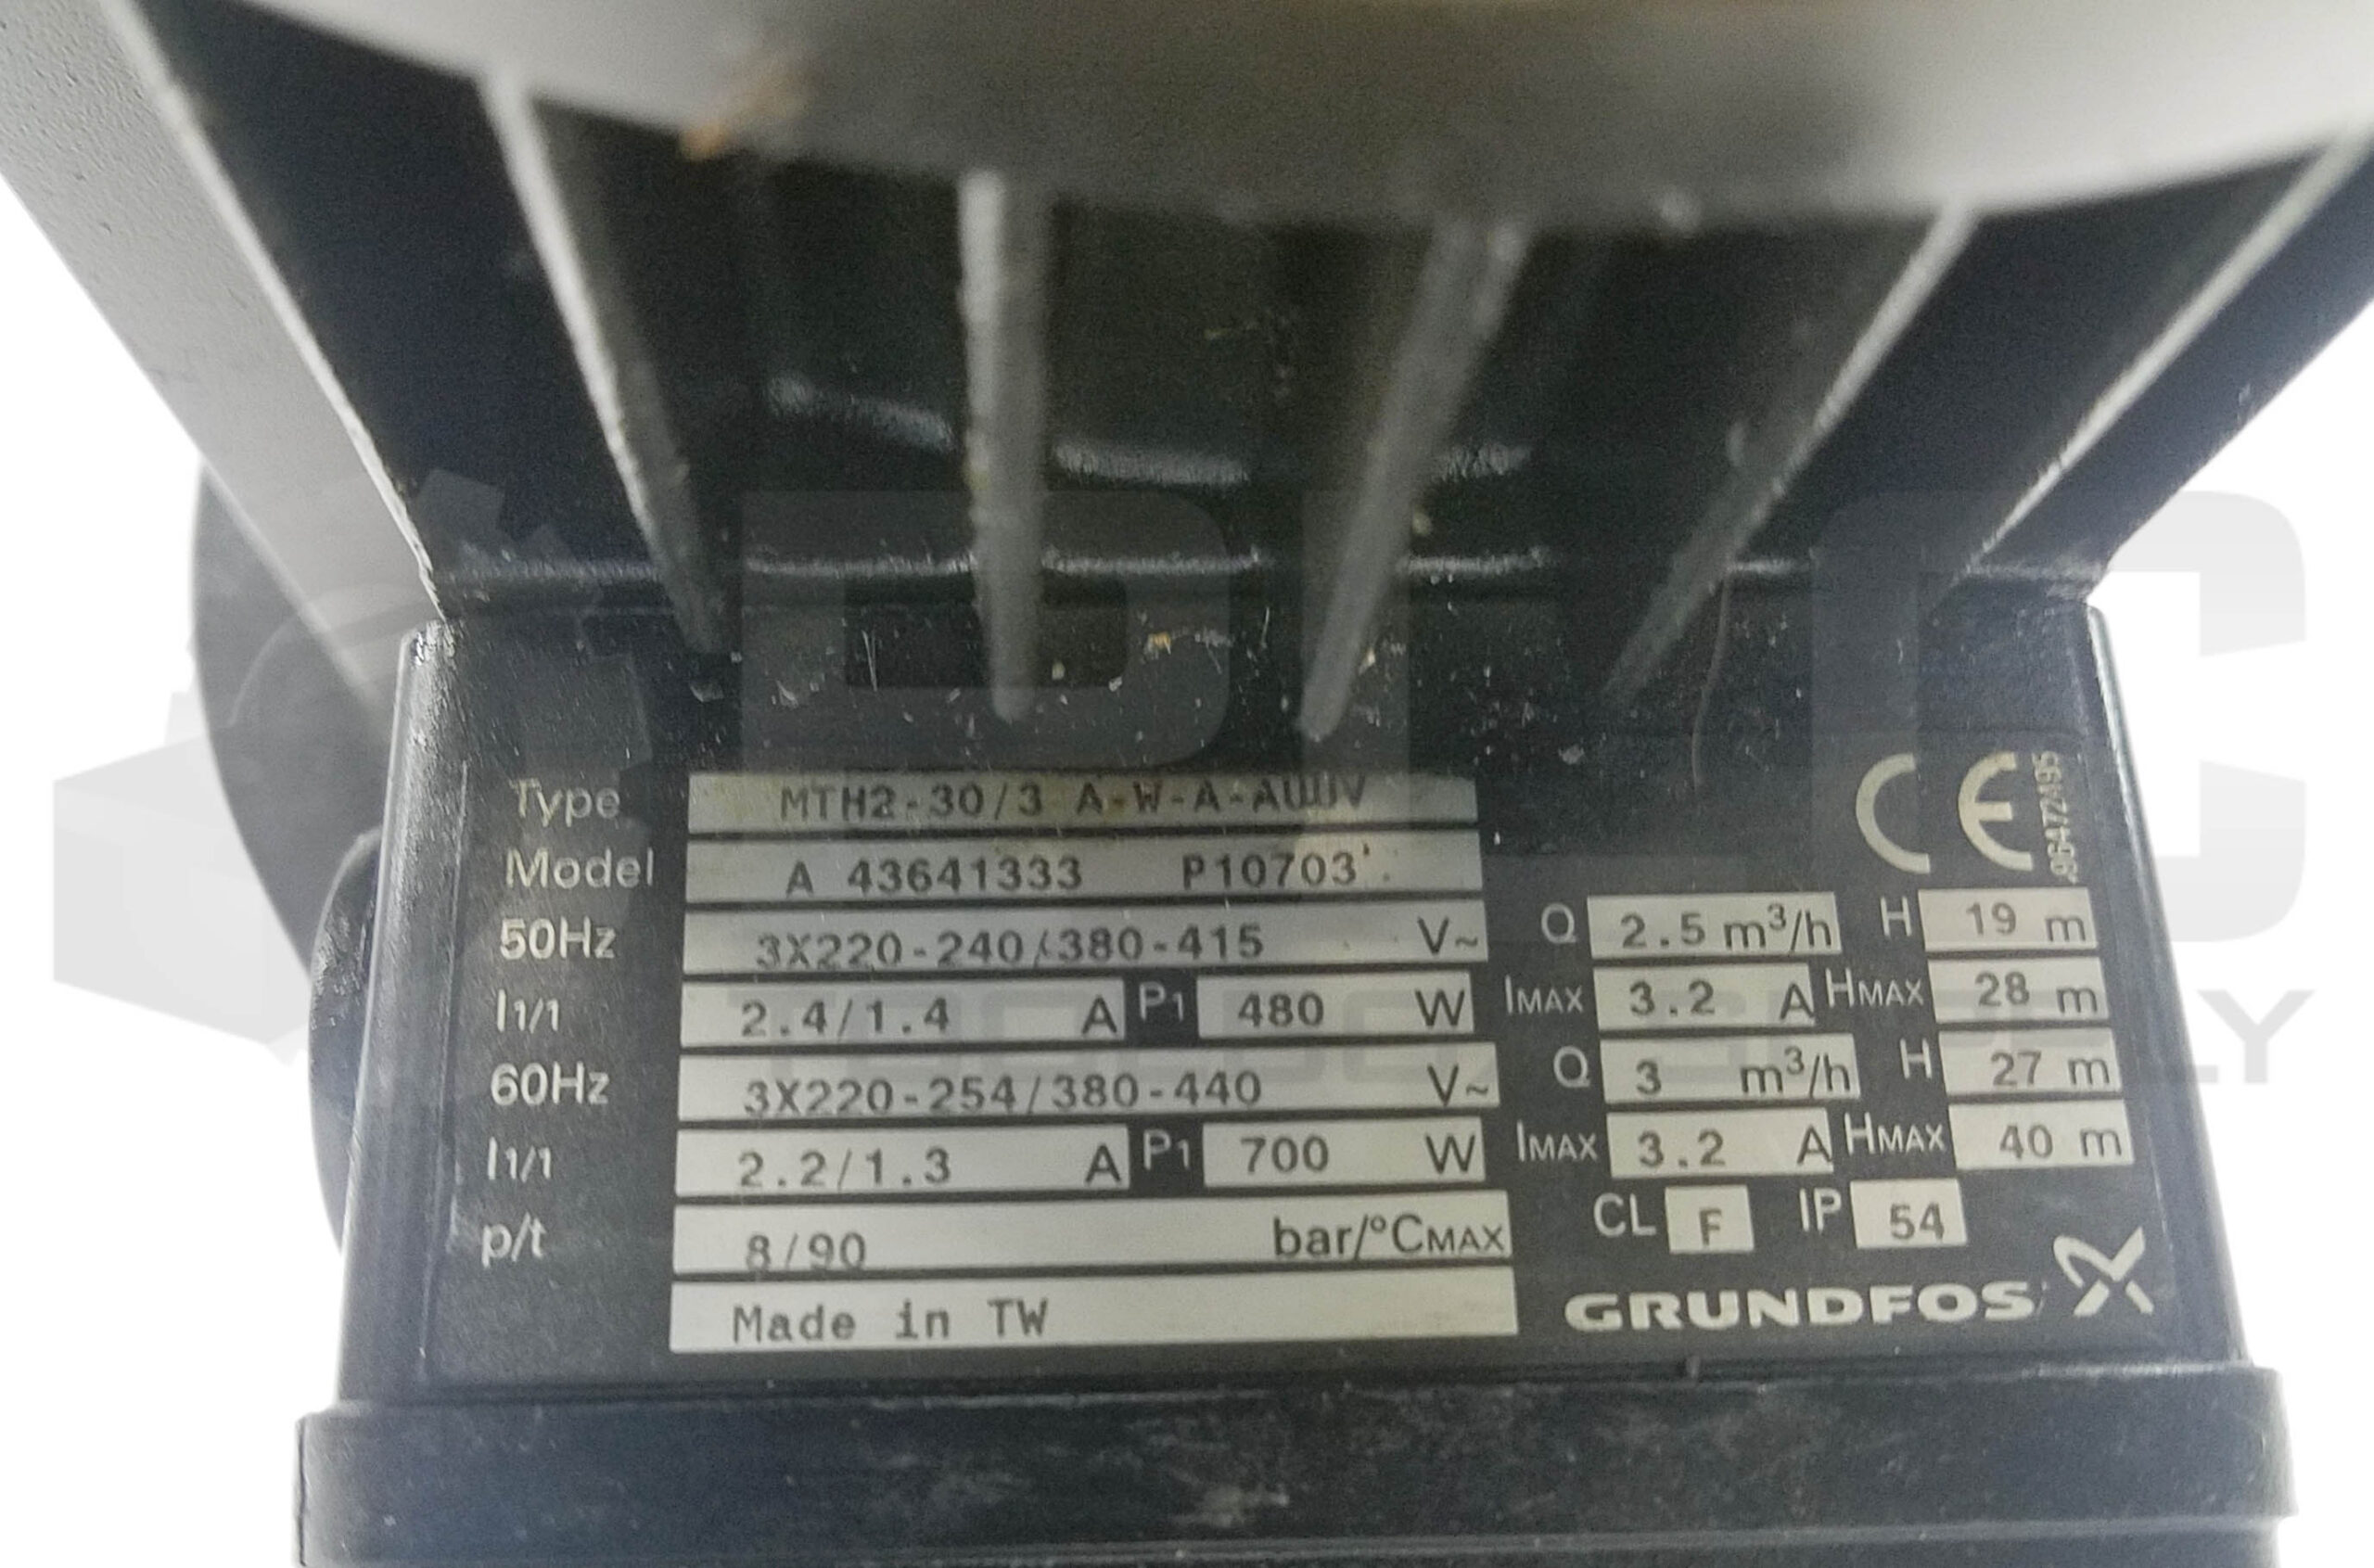 Type MTH2-30/3 A-W-A-AUUV
Model A 43641333 P10703
50Hz 3X220-240/380-415 V~ Q 2.5 m³/h H 19 m
I1/1 2.4/1.4 A P1 480 W IMAX 3.2 A HMAX 28 m
60Hz 3X220-254/380-440 V~ Q 3 m³/h H 27 m
I1/1 2.2/1.3 A P1 700 W IMAX 3.2 A HMAX 40 m
p/t 8/90 bar/°CMAX CL F IP 54
Made in TW
CE
96472495
GRUNDFOS